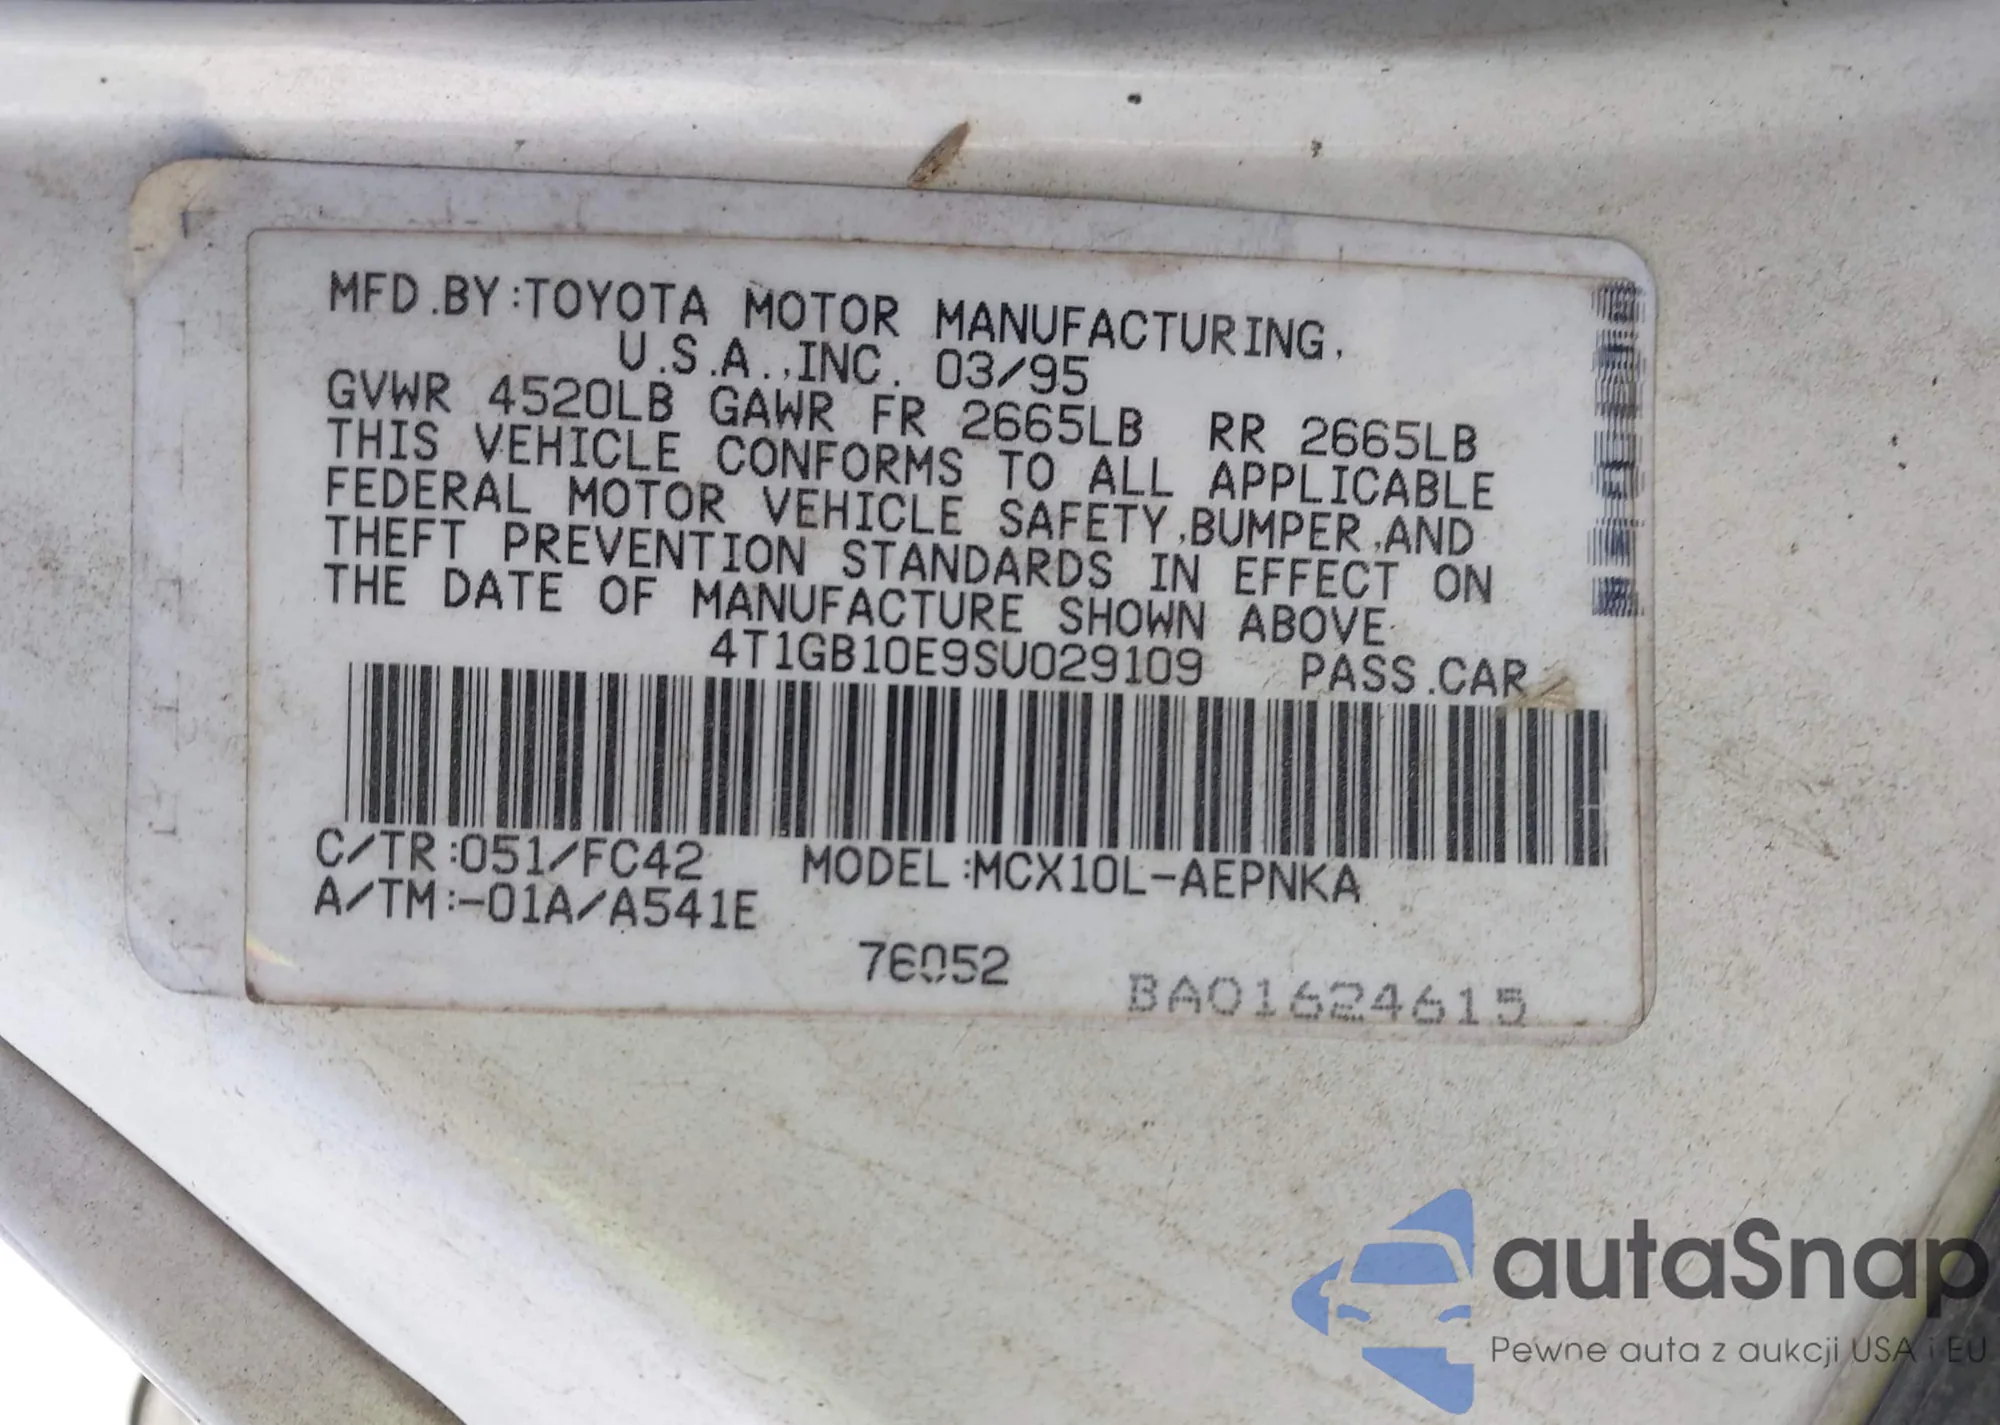 MFD.BY:TOYOTA MOTOR MANUFACTURING,
U.S.A.,INC. 03/95
GVWR 4520LB GAWR FR 2665LB RR 2665LB
THIS VEHICLE CONFORMS TO ALL APPLICABLE
FEDERAL MOTOR VEHICLE SAFETY,BUMPER,AND
THEFT PREVENTION STANDARDS IN EFFECT ON
THE DATE OF MANUFACTURE SHOWN ABOVE.
4T1GB10E9SU029109 PASS.CAR
C/TR:051/FC42 MODEL:MCX10L-AEPNKA
A/TM:-01A/A541E
76052
BA01624615
autaSnap
Pewne auta z aukcji USA i EU